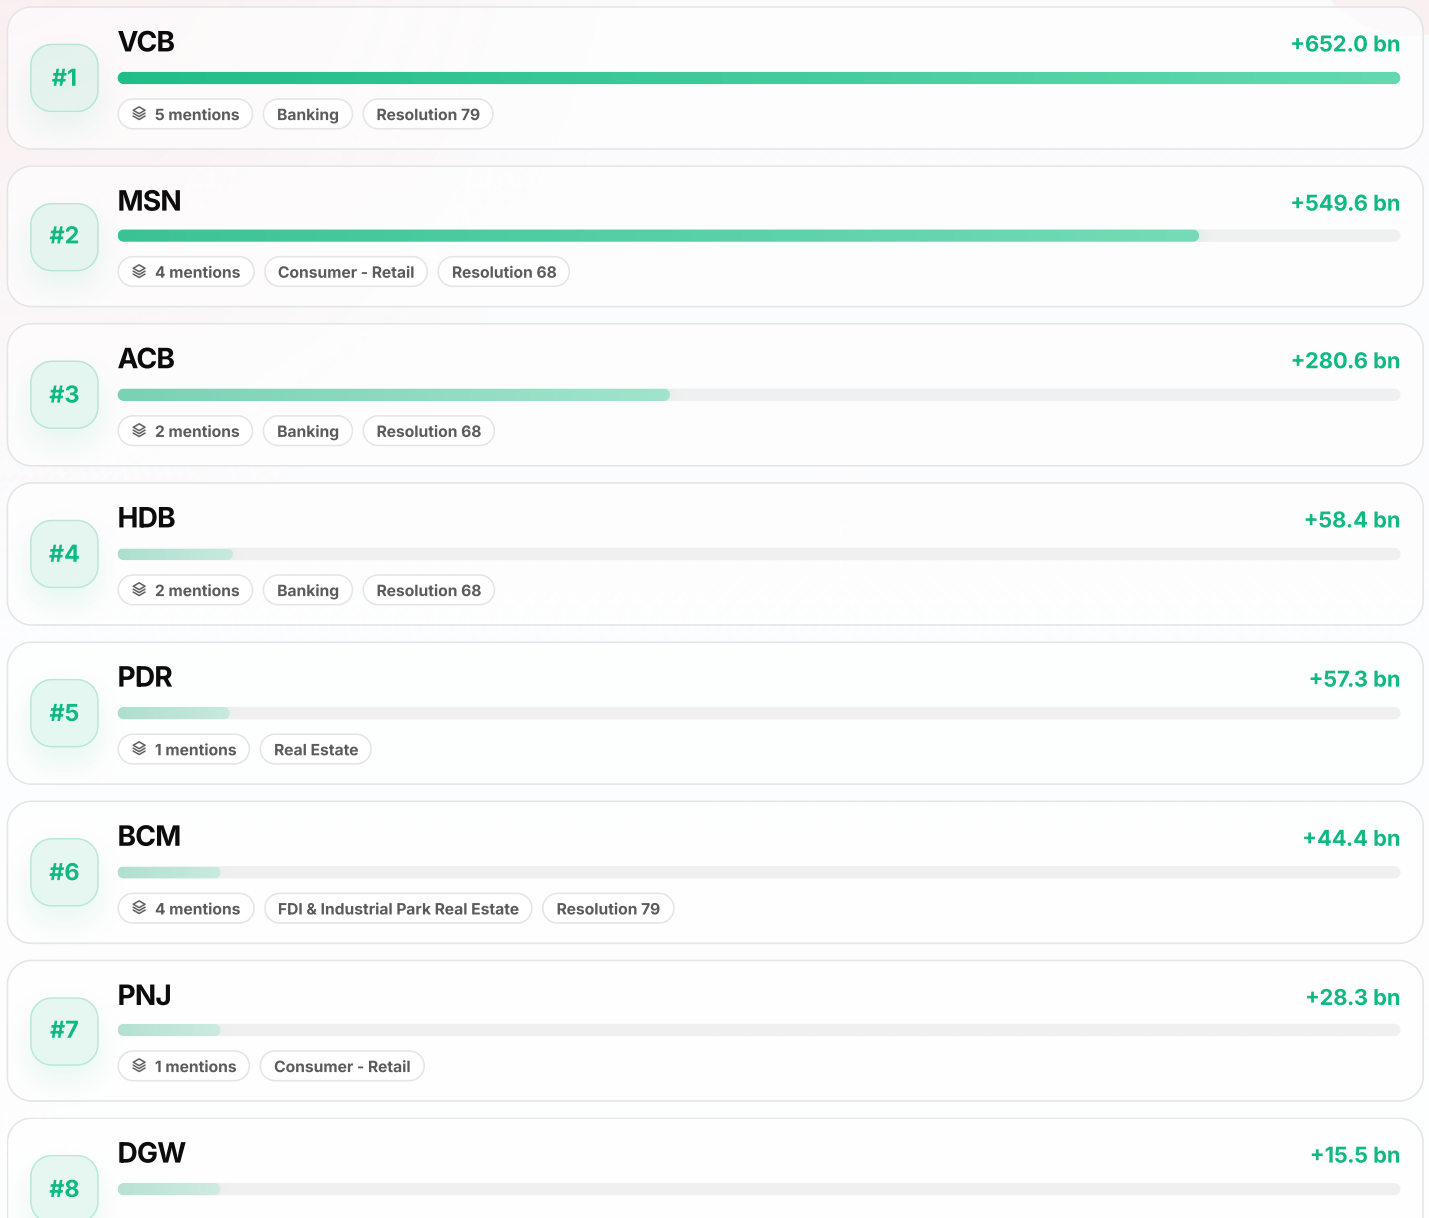 #1
VCB
+652.0 bn
5 mentions
Banking
Resolution 79
#2
MSN
+549.6 bn
4 mentions
Consumer - Retail
Resolution 68
#3
ACB
+280.6 bn
2 mentions
Banking
Resolution 68
#4
HDB
+58.4 bn
2 mentions
Banking
Resolution 68
#5
PDR
+57.3 bn
1 mentions
Real Estate
#6
BCM
+44.4 bn
4 mentions
FDI & Industrial Park Real Estate
Resolution 79
#7
PNJ
+28.3 bn
1 mentions
Consumer - Retail
#8
DGW
+15.5 bn